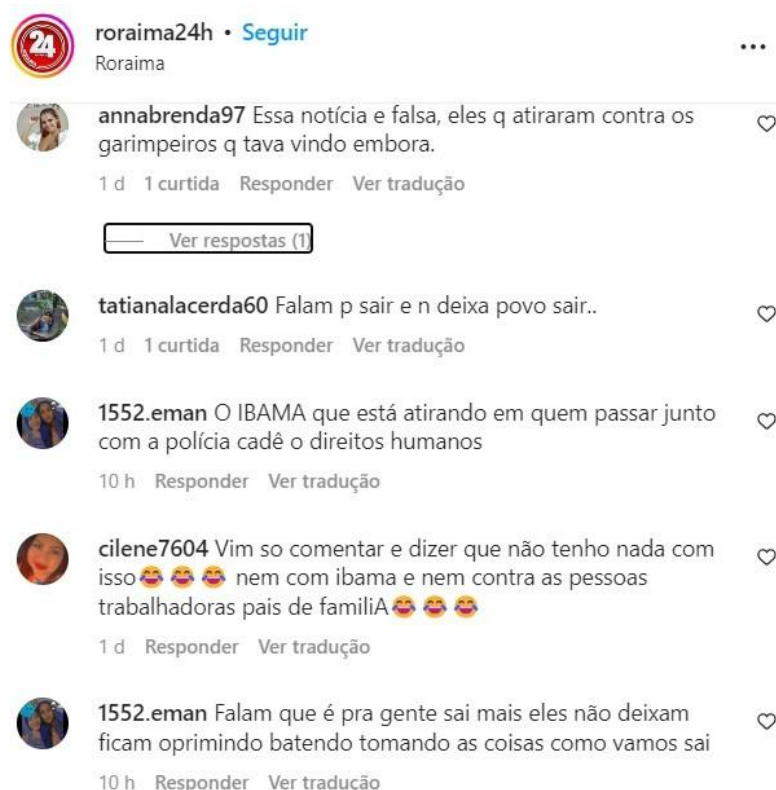 24
roraima24h • Seguir
Roraima
annabrenda97 Essa notícia e falsa, eles q atiraram contra os
garimpeiros q tava vindo embora.
1 d 1 curtida Responder Ver tradução
Ver respostas (1)
tatianalacerda60 Falam p sair e n deixa povo sair..
1 d 1 curtida Responder Ver tradução
1552.eman O IBAMA que está atirando em quem passar junto
com a polícia cadê o direitos humanos
10 h Responder Ver tradução
cilene7604 Vim so comentar e dizer que não tenho nada com
isso😂😂😂 nem com ibama e nem contra as pessoas
trabalhadoras pais de familiA😂😂😂
1 d Responder Ver tradução
1552.eman Falam que é pra gente sai mais eles não deixam
ficam oprimindo batendo tomando as coisas como vamos sai
10 h Responder Ver tradução